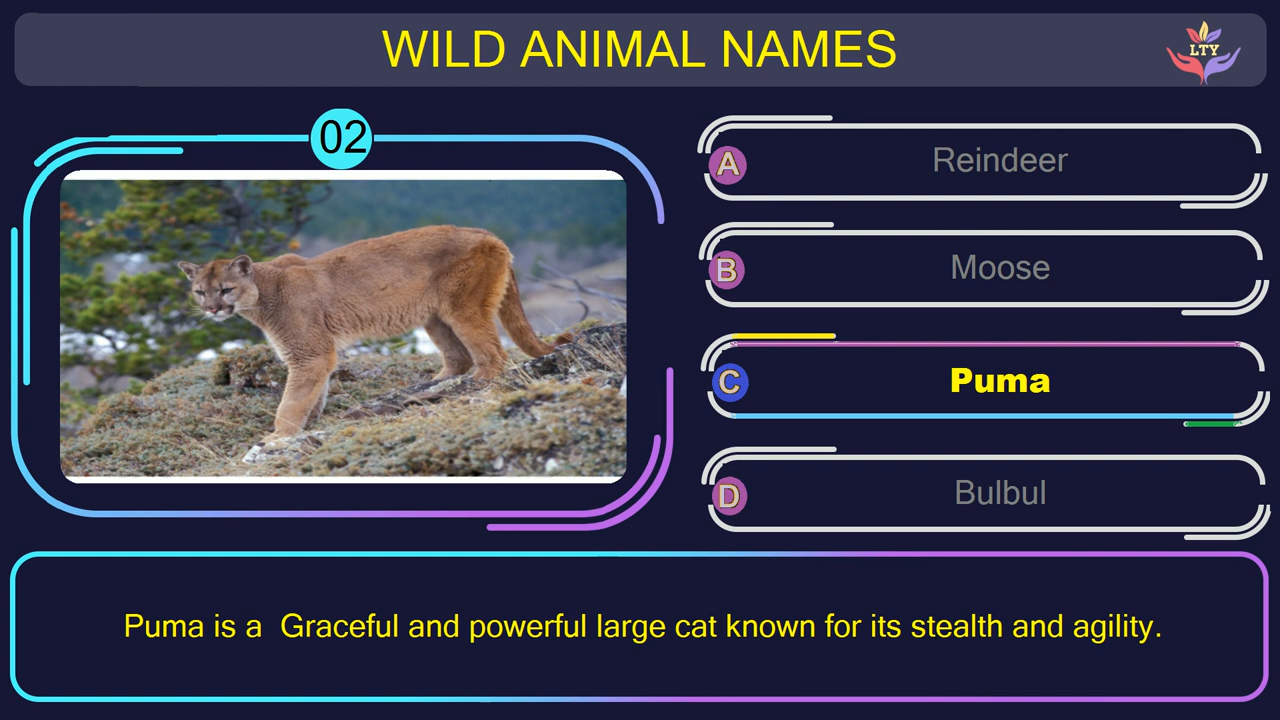 WILD ANIMAL NAMES
LTY
02
A Reindeer
B Moose
C Puma
D Bulbul
Puma is a  Graceful and powerful large cat known for its stealth and agility.